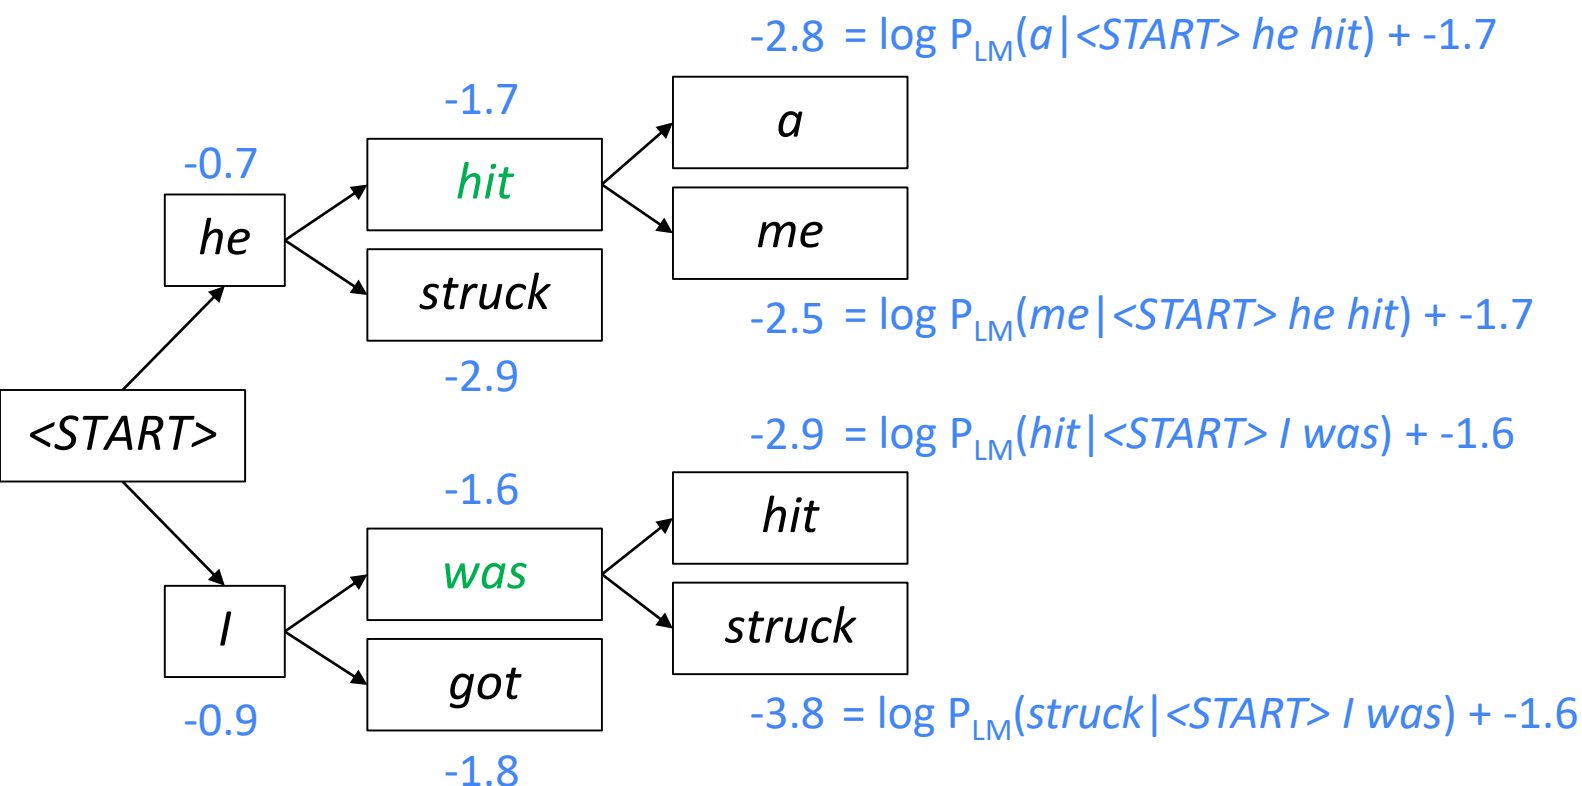 -2.8 = log P_LM(a|<START> he hit) + -1.7
-1.7
a
-0.7
hit
he
me
struck
-2.5 = log P_LM(me|<START> he hit) + -1.7
-2.9
<START>
-2.9 = log P_LM(hit|<START> I was) + -1.6
-1.6
hit
was
I
struck
got
-0.9
-3.8 = log P_LM(struck|<START> I was) + -1.6
-1.8